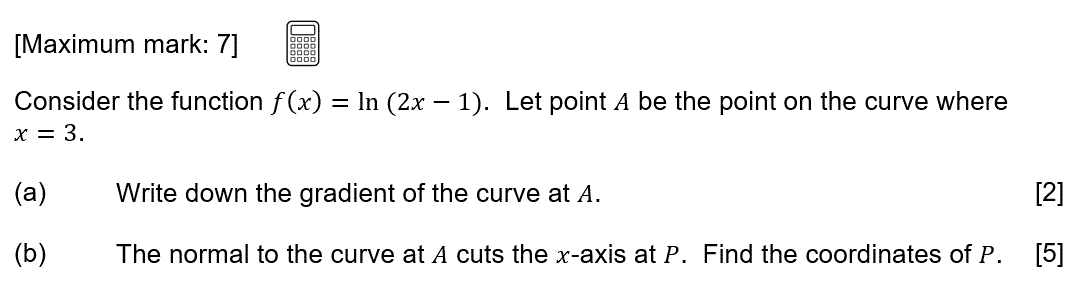 [Maximum mark: 7]
Consider the function f(x) = ln (2x − 1). Let point A be the point on the curve where
x = 3.
(a) Write down the gradient of the curve at A. [2]
(b) The normal to the curve at A cuts the x-axis at P. Find the coordinates of P. [5]